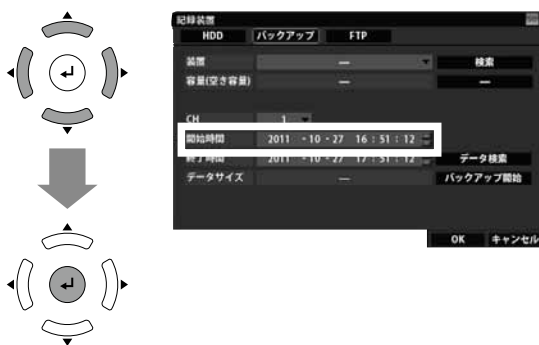 記録装置
HDD バックアップ FTP
装置 — 検索
容量(空き容量) — —
CH 1
開始時間 2011 - 10 - 27 16 : 51 : 12
終了時間 2011 - 10 - 27 17 : 51 : 12 データ検索
データサイズ — バックアップ開始
OK キャンセル